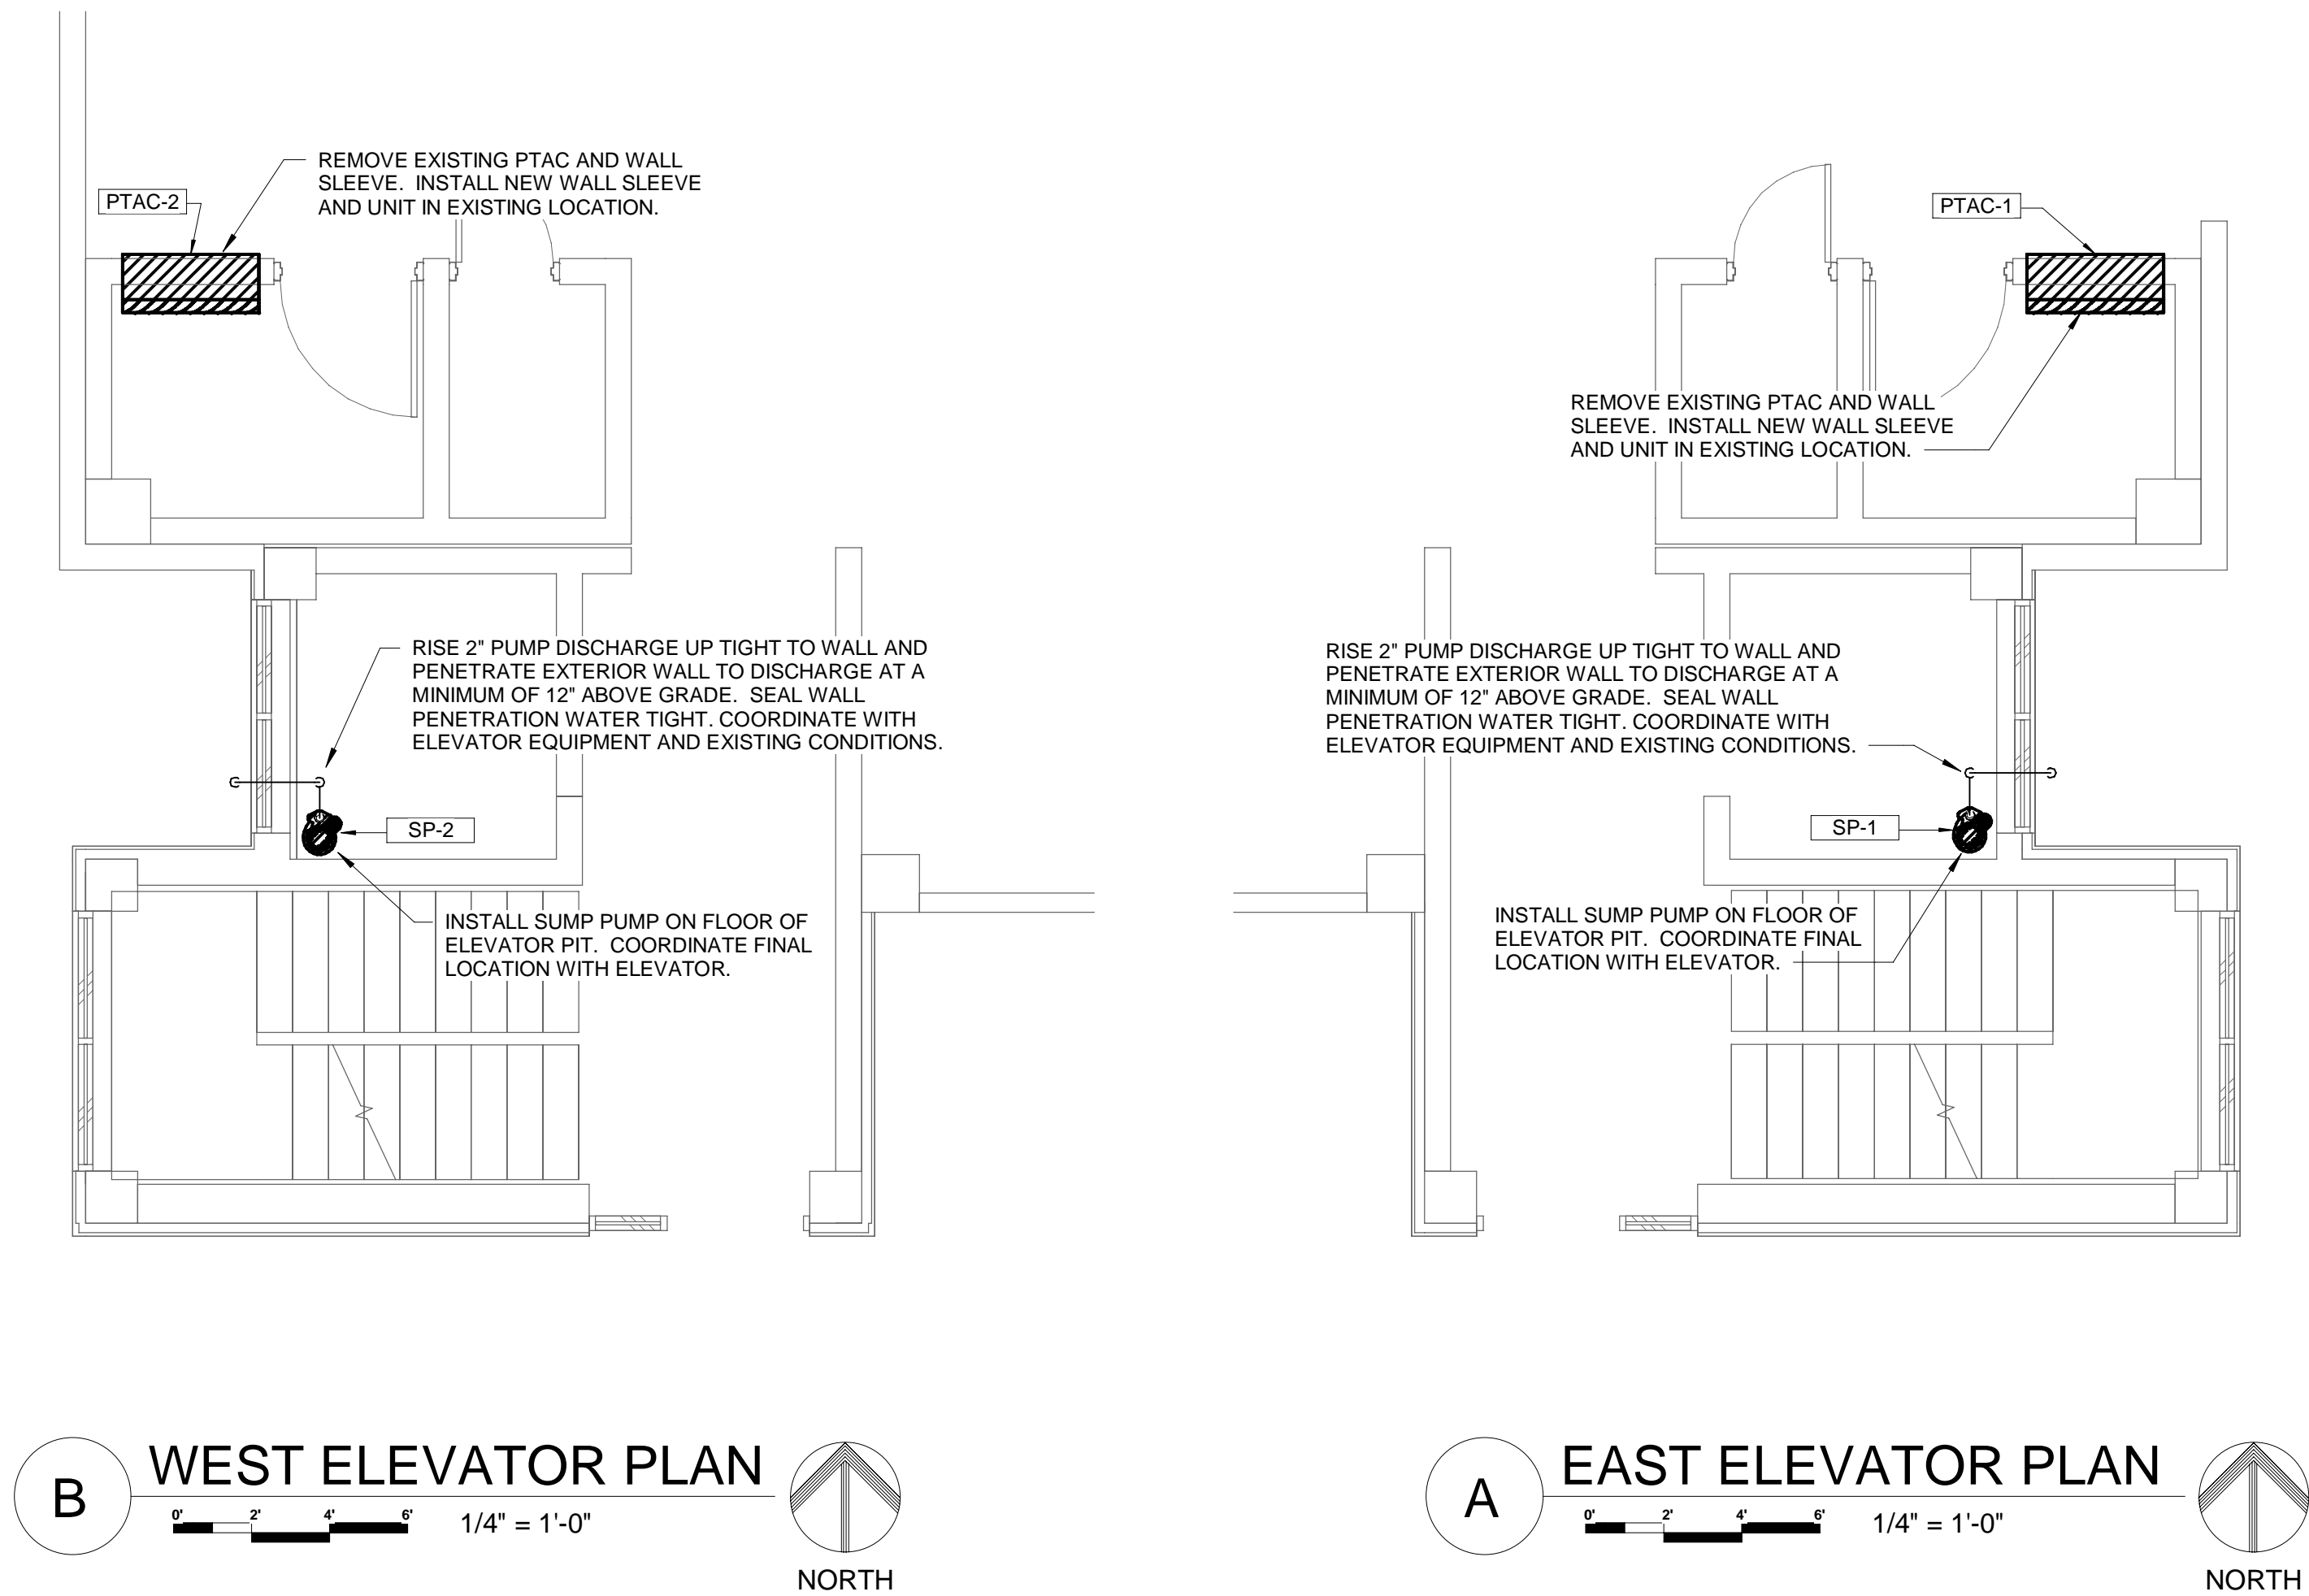 REMOVE EXISTING PTAC AND WALL
SLEEVE. INSTALL NEW WALL SLEEVE
AND UNIT IN EXISTING LOCATION.
PTAC-2
RISE 2" PUMP DISCHARGE UP TIGHT TO WALL AND
PENETRATE EXTERIOR WALL TO DISCHARGE AT A
MINIMUM OF 12" ABOVE GRADE. SEAL WALL
PENETRATION WATER TIGHT. COORDINATE WITH
ELEVATOR EQUIPMENT AND EXISTING CONDITIONS.
SP-2
INSTALL SUMP PUMP ON FLOOR OF
ELEVATOR PIT. COORDINATE FINAL
LOCATION WITH ELEVATOR.
B
WEST ELEVATOR PLAN
0' 2' 4' 6'
1/4" = 1'-0"
NORTH
PTAC-1
REMOVE EXISTING PTAC AND WALL
SLEEVE. INSTALL NEW WALL SLEEVE
AND UNIT IN EXISTING LOCATION.
RISE 2" PUMP DISCHARGE UP TIGHT TO WALL AND
PENETRATE EXTERIOR WALL TO DISCHARGE AT A
MINIMUM OF 12" ABOVE GRADE. SEAL WALL
PENETRATION WATER TIGHT. COORDINATE WITH
ELEVATOR EQUIPMENT AND EXISTING CONDITIONS.
SP-1
INSTALL SUMP PUMP ON FLOOR OF
ELEVATOR PIT. COORDINATE FINAL
LOCATION WITH ELEVATOR.
A
EAST ELEVATOR PLAN
0' 2' 4' 6'
1/4" = 1'-0"
NORTH